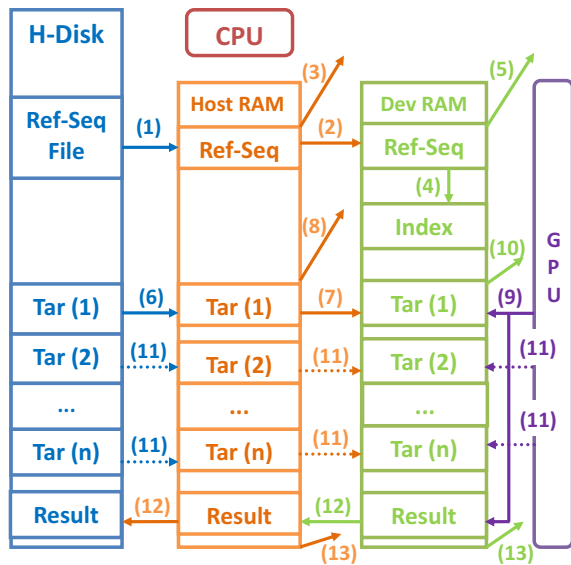 H-Disk
CPU
(3)
(5)
Host RAM
Dev RAM
Ref-Seq
File
(1)
Ref-Seq
(2)
Ref-Seq
(4)
Index
(8)
(10)
GPU
Tar (1)
(6)
Tar (1)
(7)
Tar (1)
(9)
Tar (2)
(11)
Tar (2)
(11)
Tar (2)
(11)
...
...
...
(11)
Tar (n)
(11)
Tar (n)
(11)
Tar (n)
Result
(12)
Result
(12)
Result
(13)
(13)